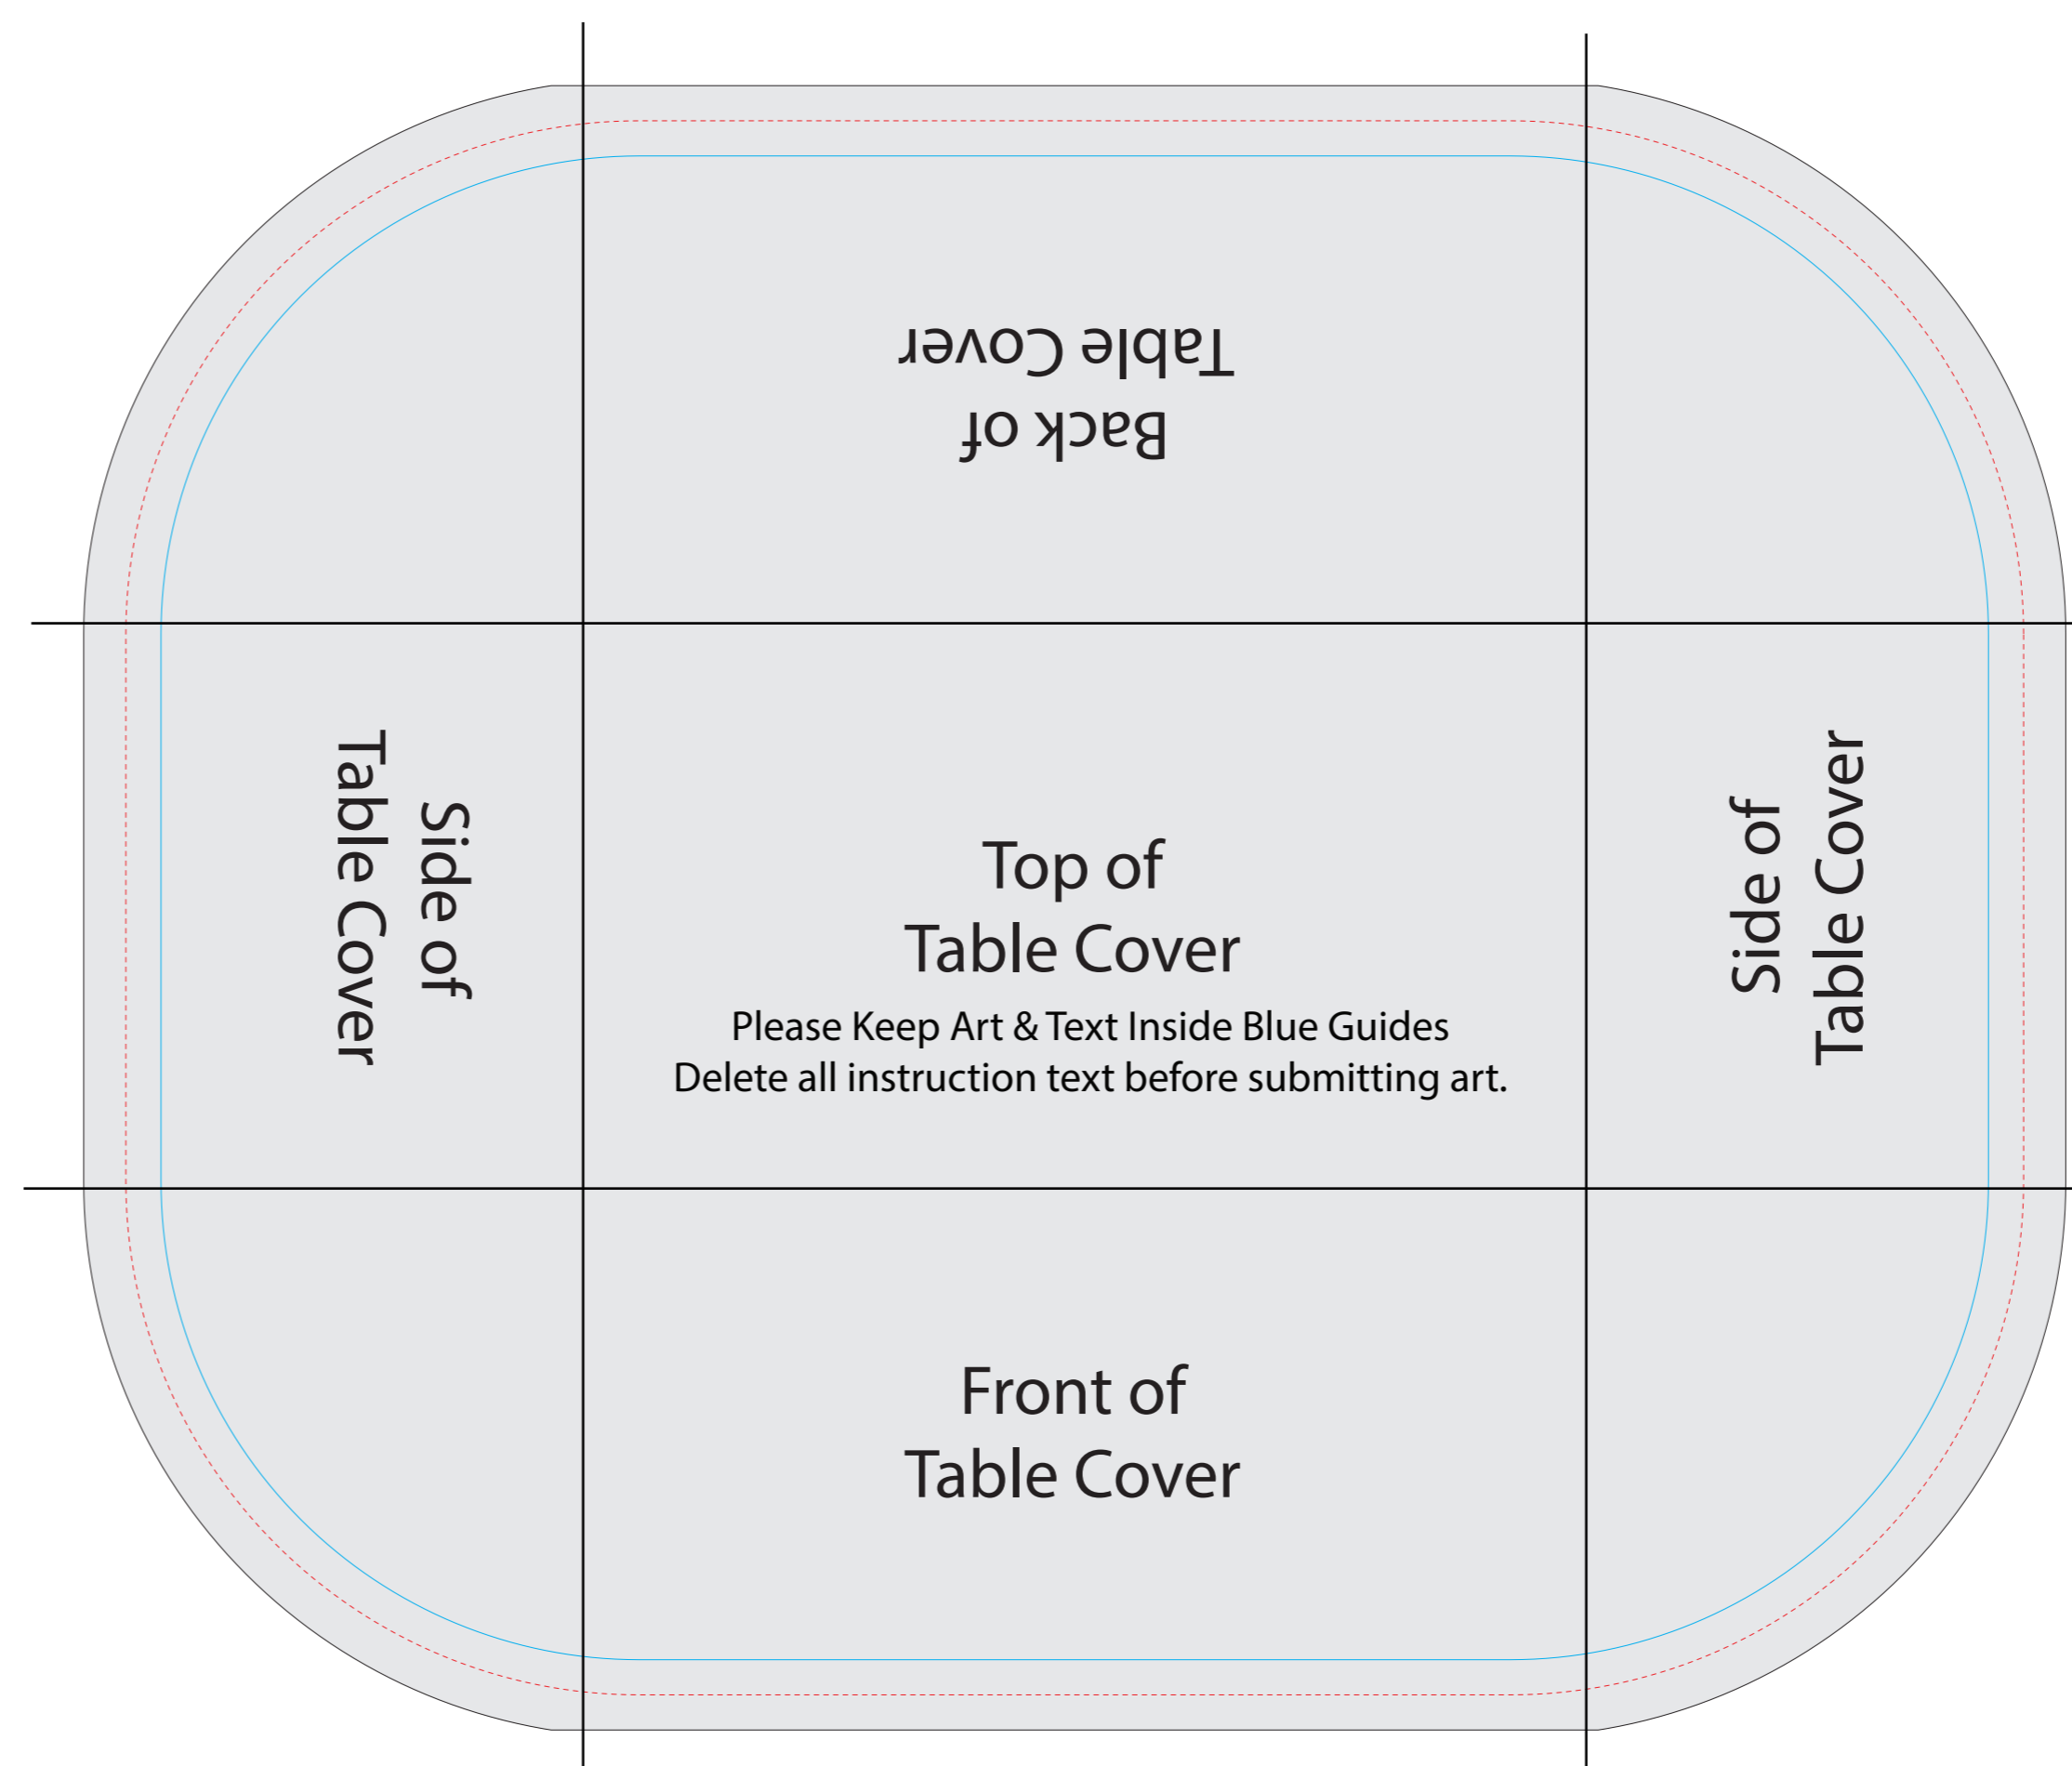 Back of
Table Cover
Side of
Table Cover
Top of
Table Cover
Please Keep Art & Text Inside Blue Guides
Delete all instruction text before submitting art.
Side of
Table Cover
Front of
Table Cover